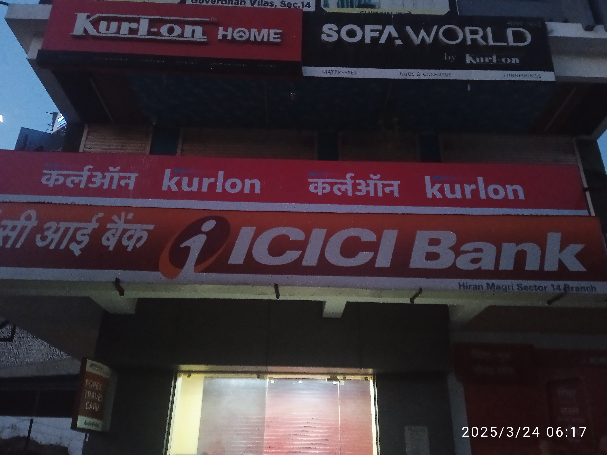 Goverdhan Vilas, Sec.14
Kurl-on HOME
SOFA WORLD
by Kurl-on
कर्लऑन kurlon कर्लऑन kurlon
सी आई बैंक ICICI Bank
Hiran Magri Sector 14 Branch
2025/3/24 06:17